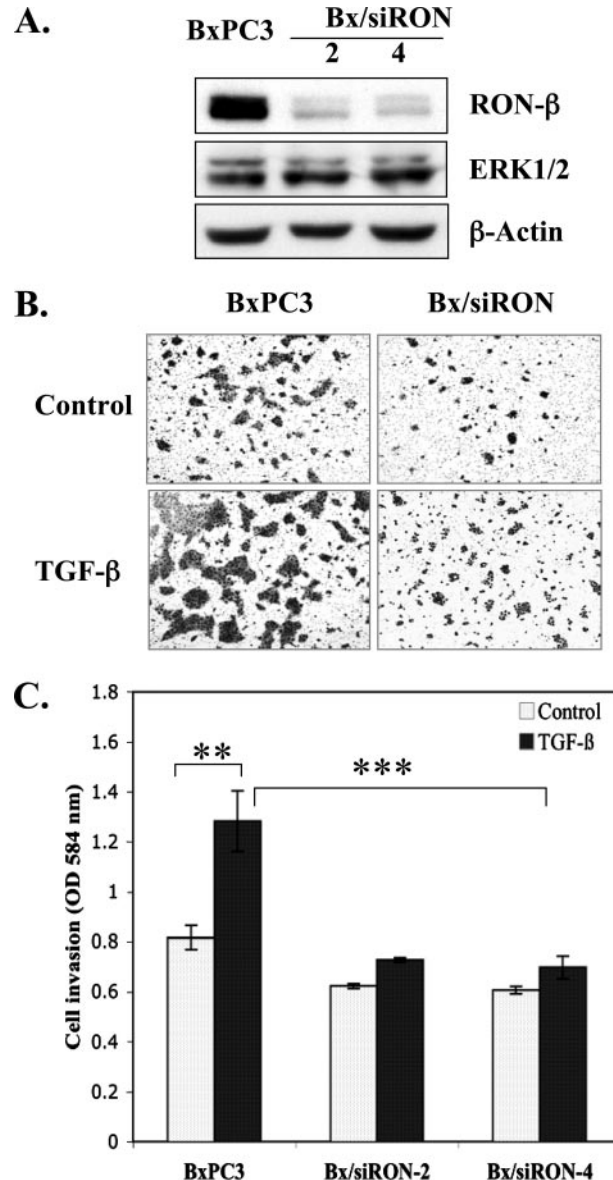 A.
BxPC3 Bx/siRON
2 4
RON-β
ERK1/2
β-Actin
B.
BxPC3 Bx/siRON
Control
TGF-β
C.
Cell invasion (OD 584 nm)
1.8
1.6
1.4
1.2
1
0.8
0.6
0.4
0.2
0
Control
TGF-ß
**
***
BxPC3 Bx/siRON-2 Bx/siRON-4